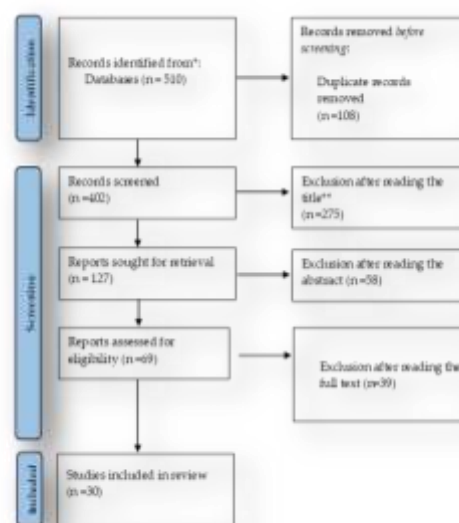 Identification
Records identified from*:
Databases (n = 510)
Records removed before
screening:
Duplicate records
removed
(n =108)
Screening
Records screened
(n =402)
Exclusion after reading the
title**
(n =275)
Reports sought for retrieval
(n = 127)
Exclusion after reading the
abstract (n =58)
Reports assessed for
eligibility (n =69)
Exclusion after reading the
full text (n=39)
Included
Studies included in review
(n =30)